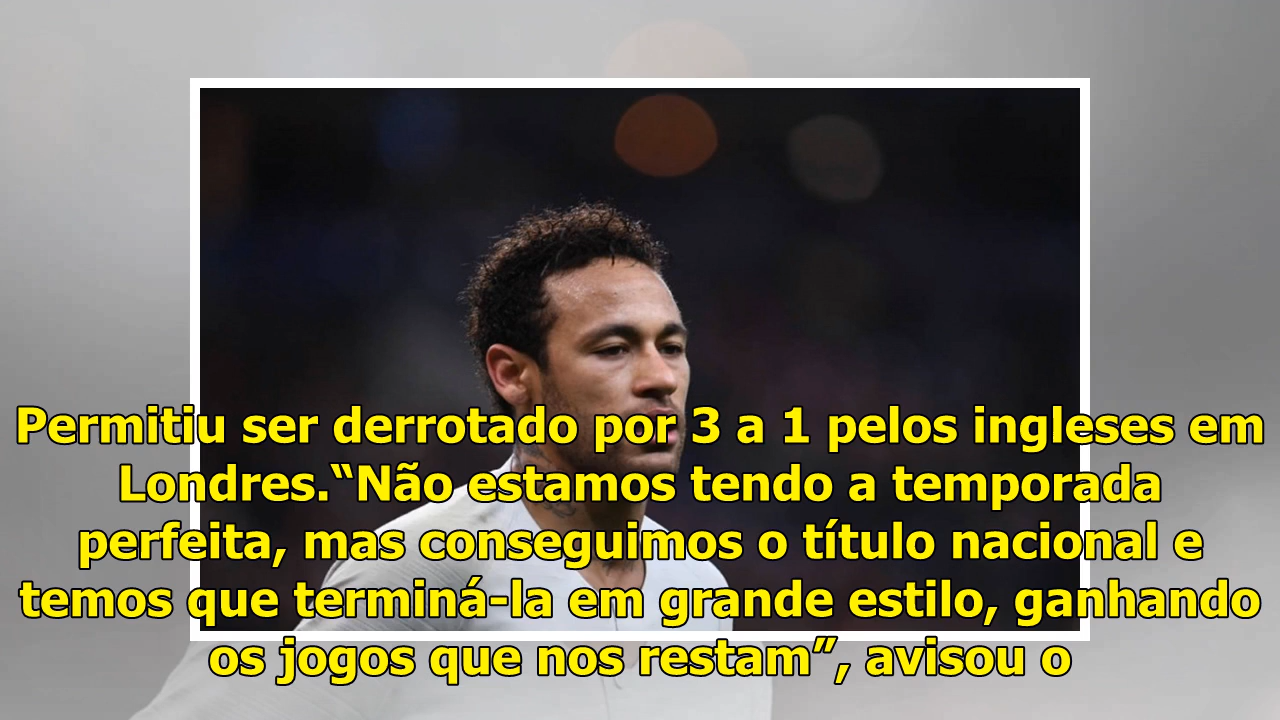 Permitiu ser derrotado por 3 a 1 pelos ingleses em
Londres.“Não estamos tendo a temporada
perfeita, mas conseguimos o título nacional e
temos que terminá-la em grande estilo, ganhando
os jogos que nos restam”, avisou o